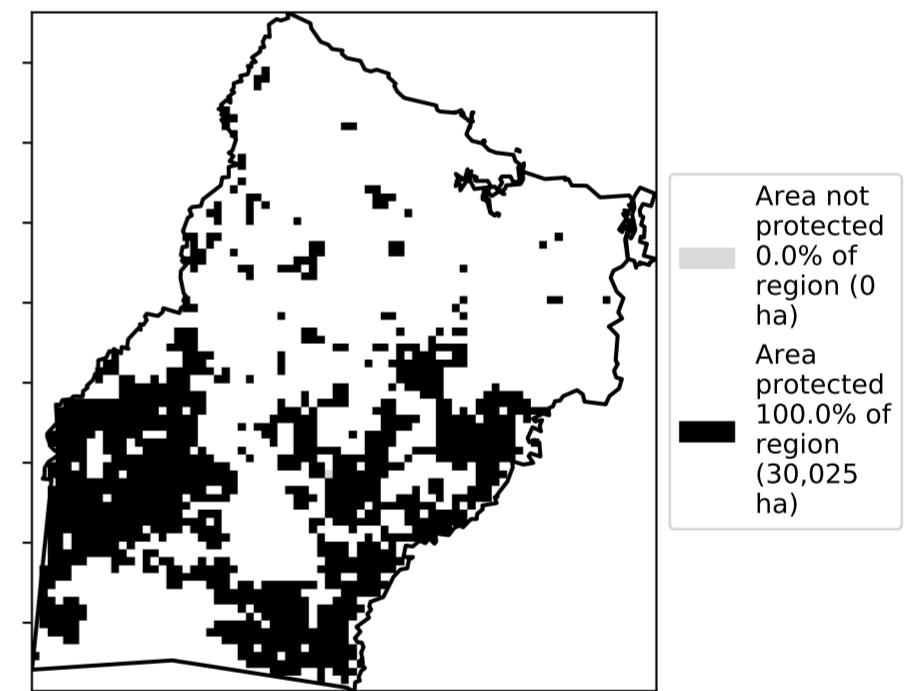 Area not
protected
0.0% of
region (0
ha)
Area
protected
100.0% of
region
(30,025
ha)